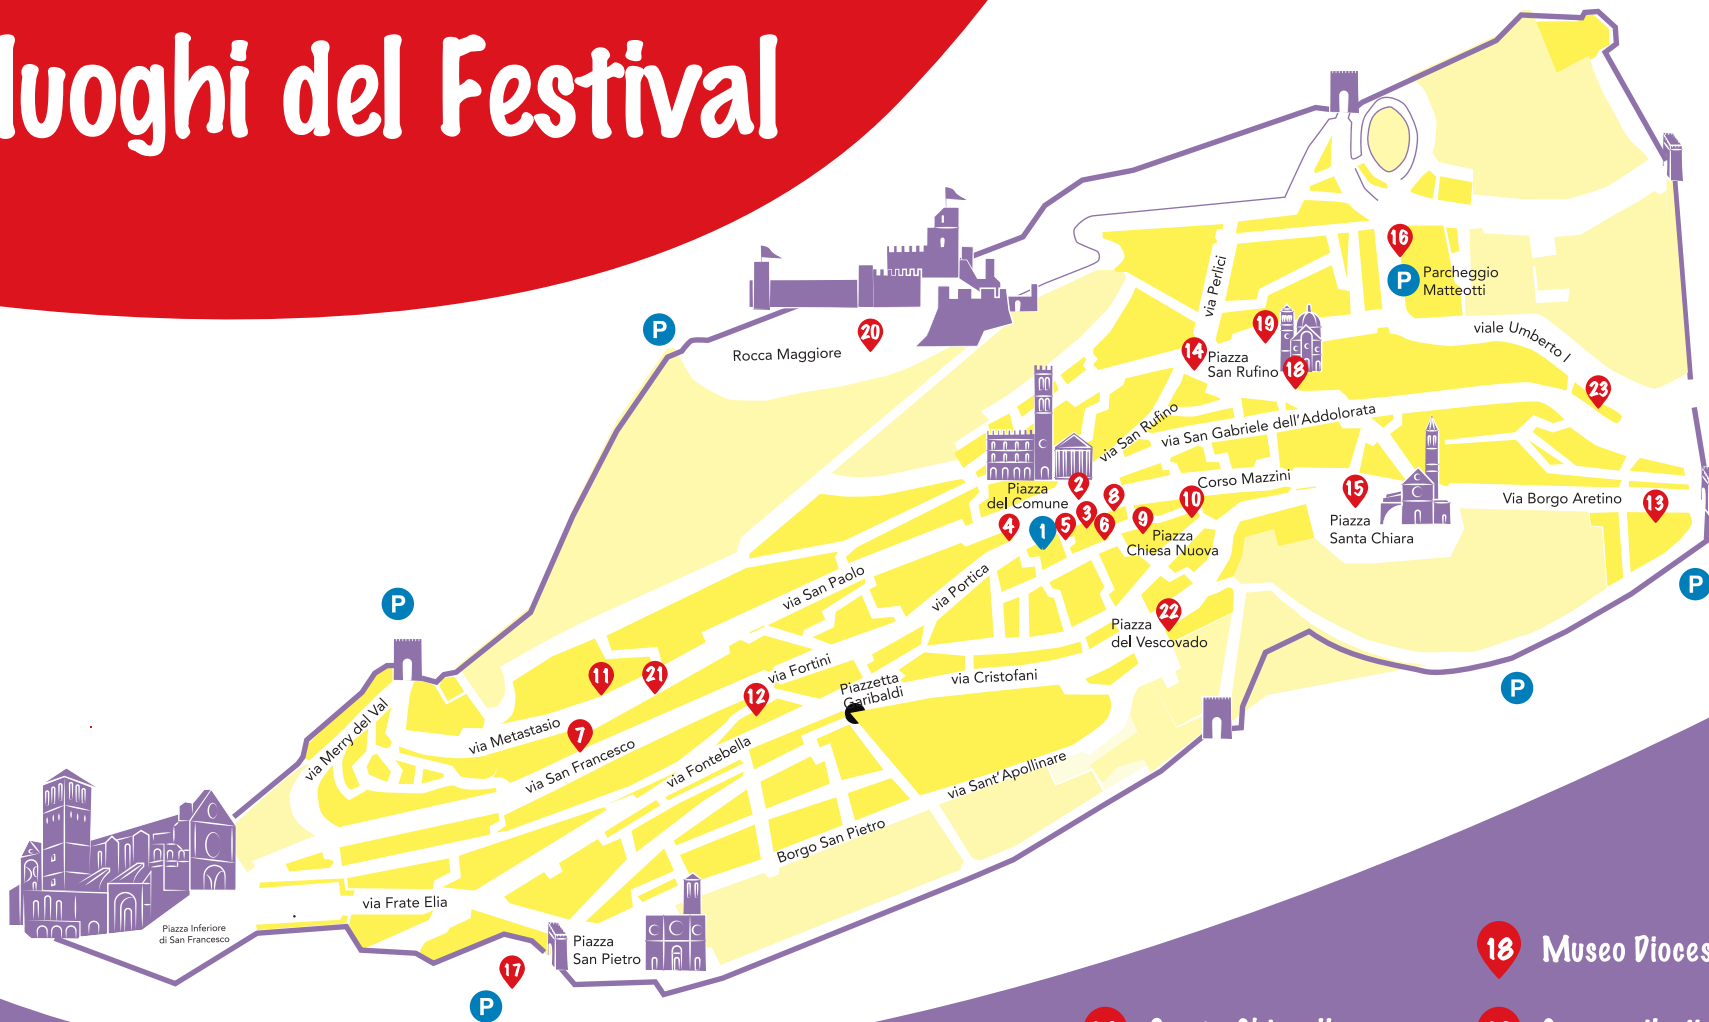 luoghi del Festival
16
P
Parcheggio
Matteotti
via Perlici
P
20
Rocca Maggiore
19
14
Piazza
San Rufino
18
viale Umberto I
23
via San Rufino
via San Gabriele dell'Addolorata
Piazza
del Comune
2
8
10
Corso Mazzini
15
Piazza
Santa Chiara
Via Borgo Aretino
13
4
1
5
3
6
9
Piazza
Chiesa Nuova
P
P
via San Paolo
via Portica
22
Piazza
del Vescovado
11
21
via Fortini
12
Piazzetta
Garibaldi
via Cristofani
P
via Merry del Val
via Metastasio
7
via San Francesco
via Fontebella
via Sant'Apollinare
Borgo San Pietro
via Frate Elia
Piazza Inferiore
di San Francesco
Piazza
San Pietro
17
P
18 Museo Dioces